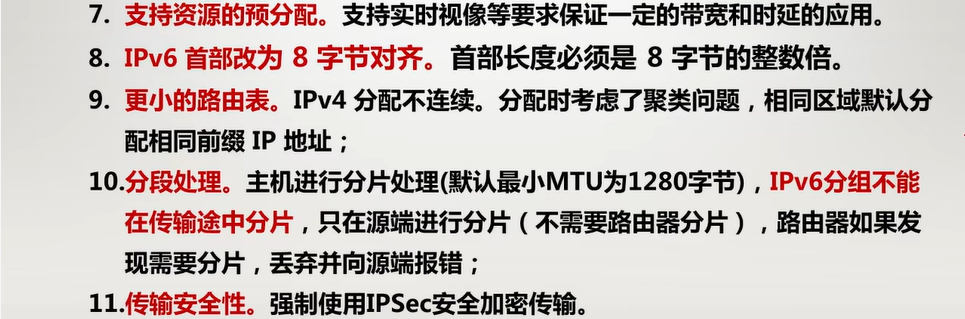 7. 支持资源的预分配。支持实时视像等要求保证一定的带宽和时延的应用。
8. IPv6 首部改为 8 字节对齐。首部长度必须是 8 字节的整数倍。
9. 更小的路由表。IPv4 分配不连续。分配时考虑了聚类问题，相同区域默认分
配相同前缀 IP 地址；
10.分段处理。主机进行分片处理(默认最小MTU为1280字节)，IPv6分组不能
在传输途中分片，只在源端进行分片（不需要路由器分片），路由器如果发
现需要分片，丢弃并向源端报错；
11.传输安全性。强制使用IPSec安全加密传输。